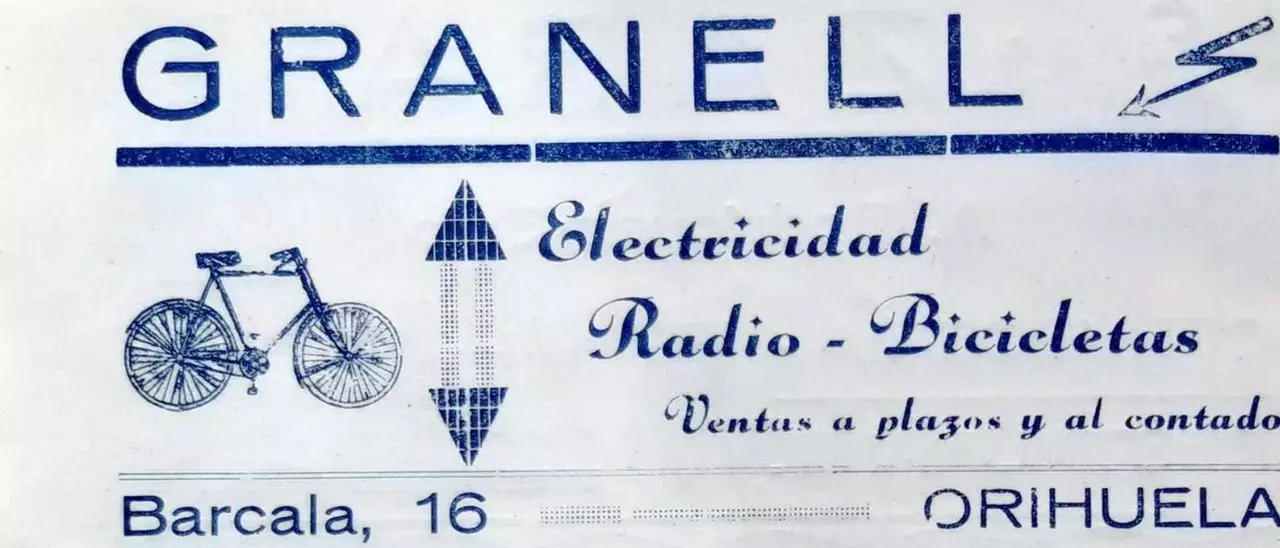 GRANELL
Electricidad
Radio - Bicicletas
Ventas a plazos y al contado
Barcala, 16 ORIHUELA